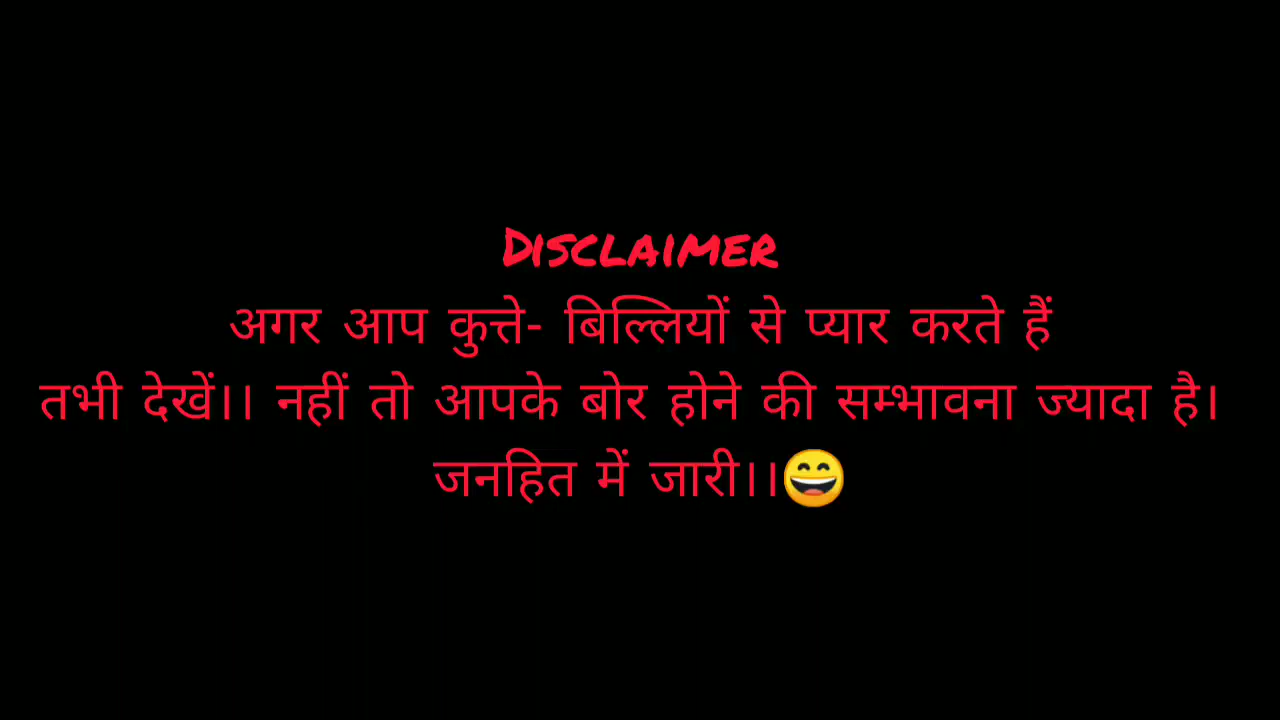 DISCLAIMER
अगर आप कुत्ते- बिल्लियों से प्यार करते हैं
तभी देखें।। नहीं तो आपके बोर होने की सम्भावना ज्यादा है।
जनहित में जारी।।😄